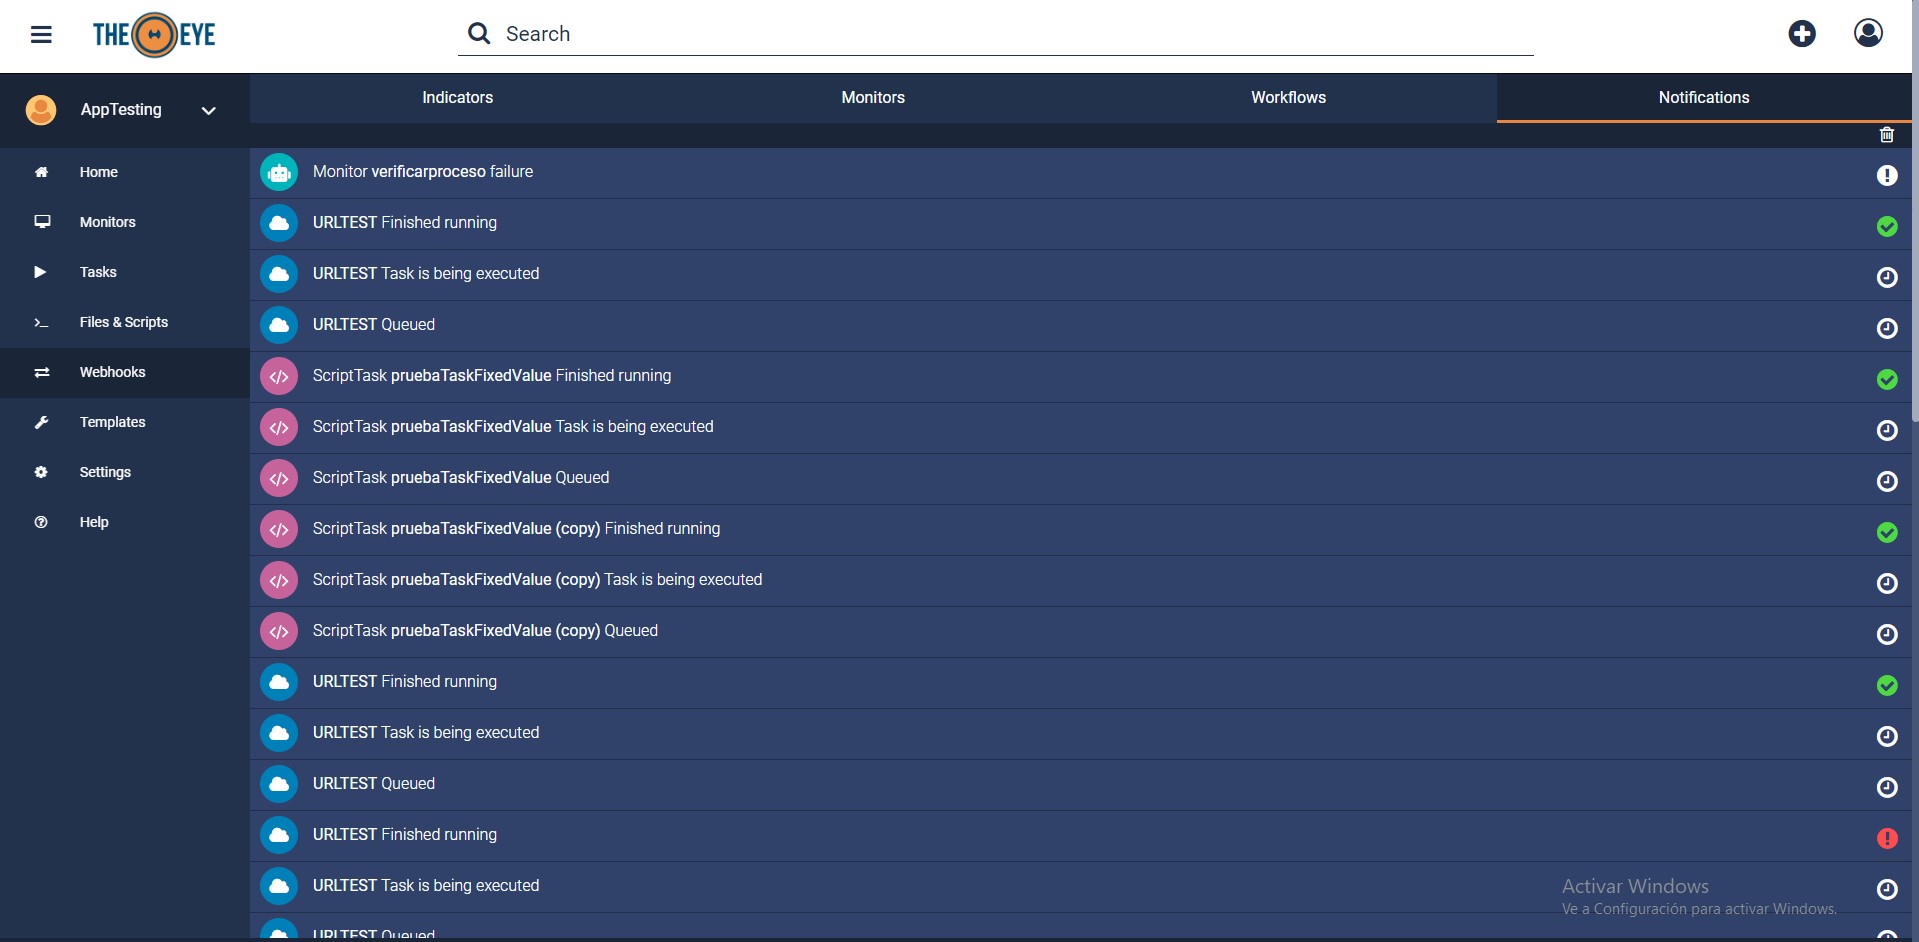 THE EYE
Search
AppTesting
Indicators
Monitors
Workflows
Notifications
Home
Monitors
Tasks
Files & Scripts
Webhooks
Templates
Settings
Help
Monitor verificarproceso failure
URLTEST Finished running
URLTEST Task is being executed
URLTEST Queued
ScriptTask pruebaTaskFixedValue Finished running
ScriptTask pruebaTaskFixedValue Task is being executed
ScriptTask pruebaTaskFixedValue Queued
ScriptTask pruebaTaskFixedValue (copy) Finished running
ScriptTask pruebaTaskFixedValue (copy) Task is being executed
ScriptTask pruebaTaskFixedValue (copy) Queued
URLTEST Finished running
URLTEST Task is being executed
URLTEST Queued
URLTEST Finished running
URLTEST Task is being executed
URLTEST Queued
Activar Windows
Ve a Configuración para activar Windows.